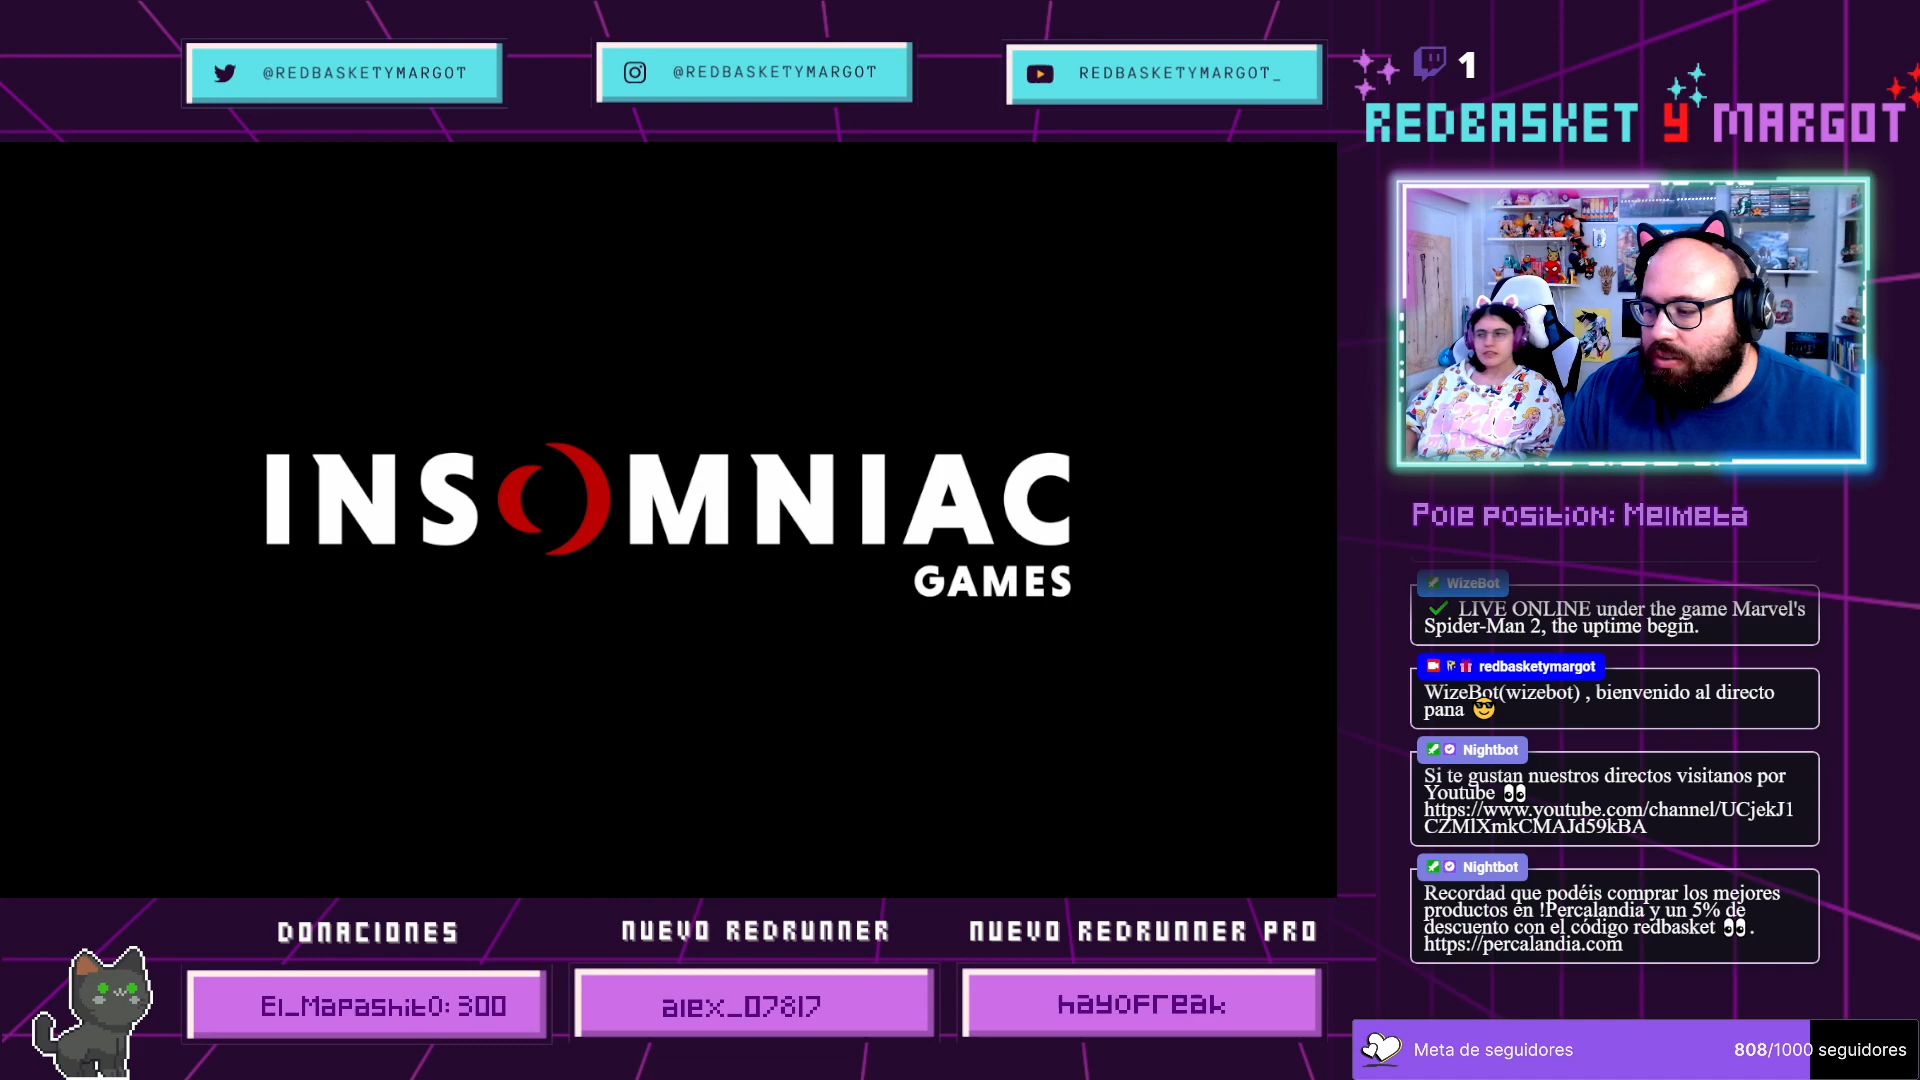 @REDBASKETYMARGOT
@REDBASKETYMARGOT
REDBASKETYMARGOT_
1
REDBASKET Y MARGOT
INSOMNIAC
GAMES
Pole position: Melmeta
WizeBot
LIVE ONLINE under the game Marvel's
Spider-Man 2, the uptime begin.
redbasketymargot
WizeBot(wizebot) , bienvenido al directo
pana 😎
Nightbot
Si te gustan nuestros directos visitanos por
Youtube 👀
https://www.youtube.com/channel/UCjekJ1
CZMlXmkCMAJd59kBA
Nightbot
Recordad que podéis comprar los mejores
productos en !Percalandia y un 5% de
descuento con el código redbasket 👀.
https://percalandia.com
DONACIONES
El_Mapashit0: 300
NUEVO REDRUNNER
alex_07817
NUEVO REDRUNNER PRO
hayofreak
Meta de seguidores
808/1000 seguidores